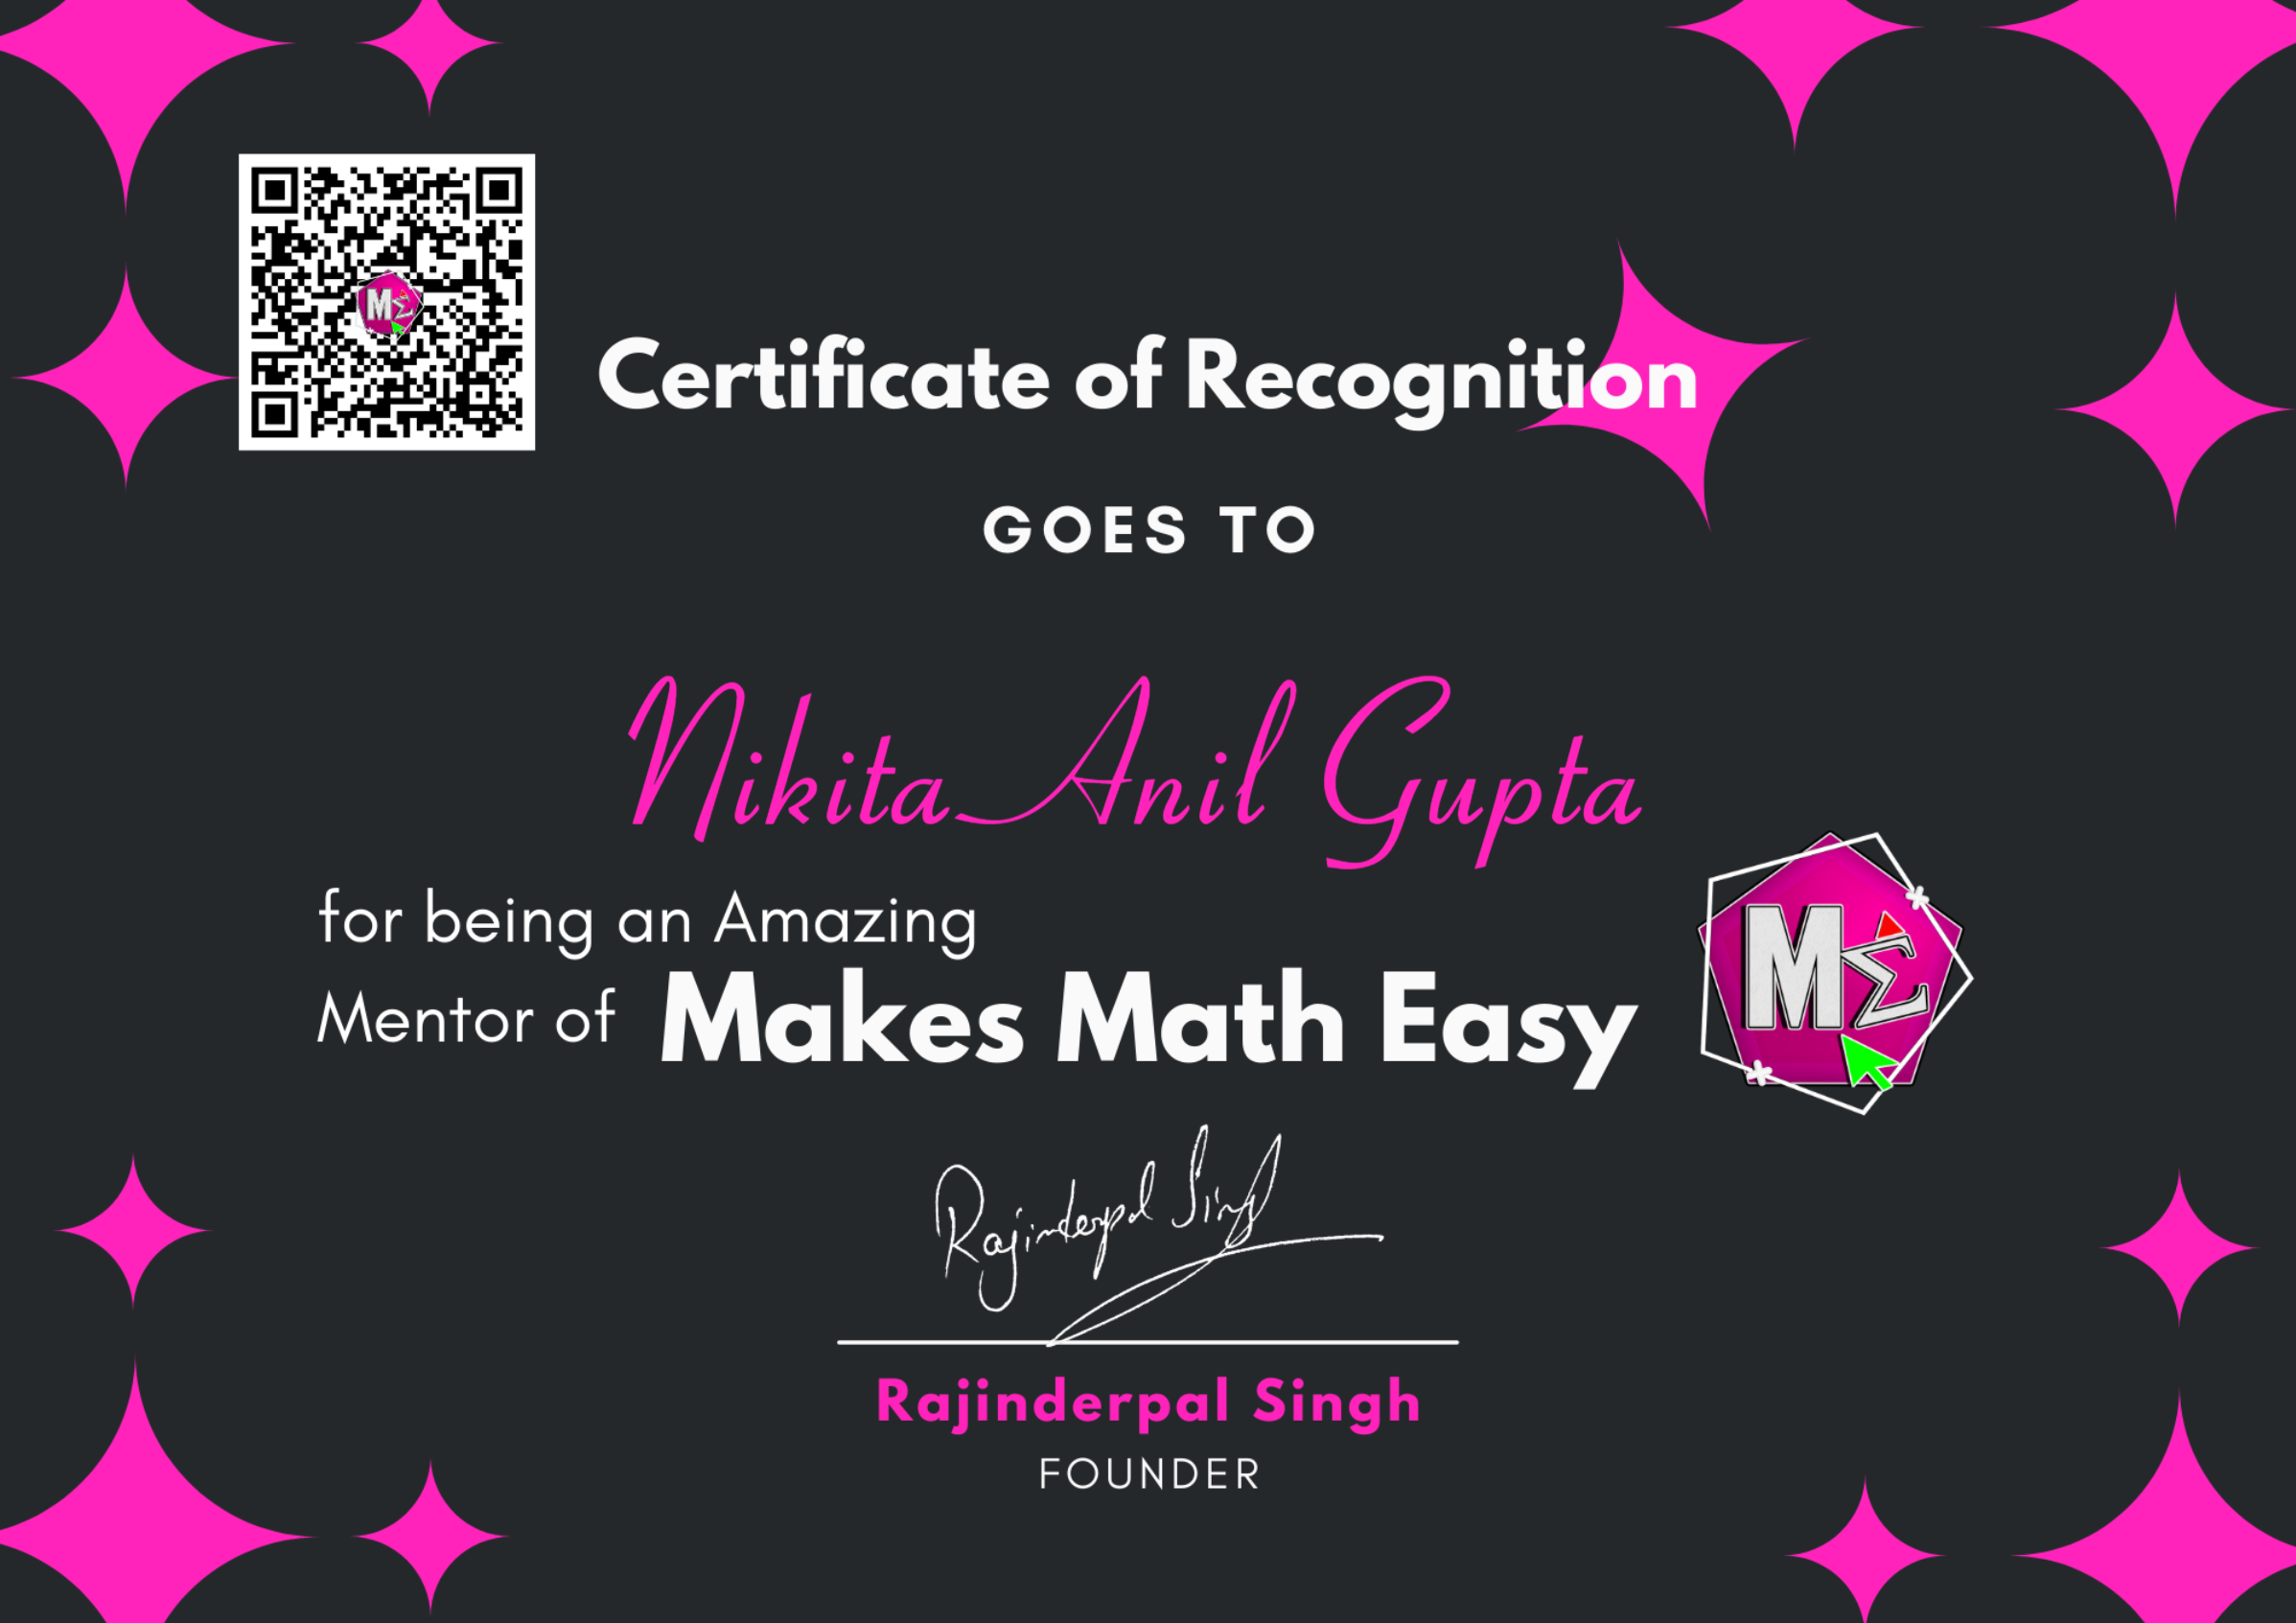 MΣ
Certificate of Recognition
GOES TO
Nikita Anil Gupta
for being an Amazing
Mentor of Makes Math Easy
MΣ
Rajinderpal Singh
Rajinderpal Singh
FOUNDER